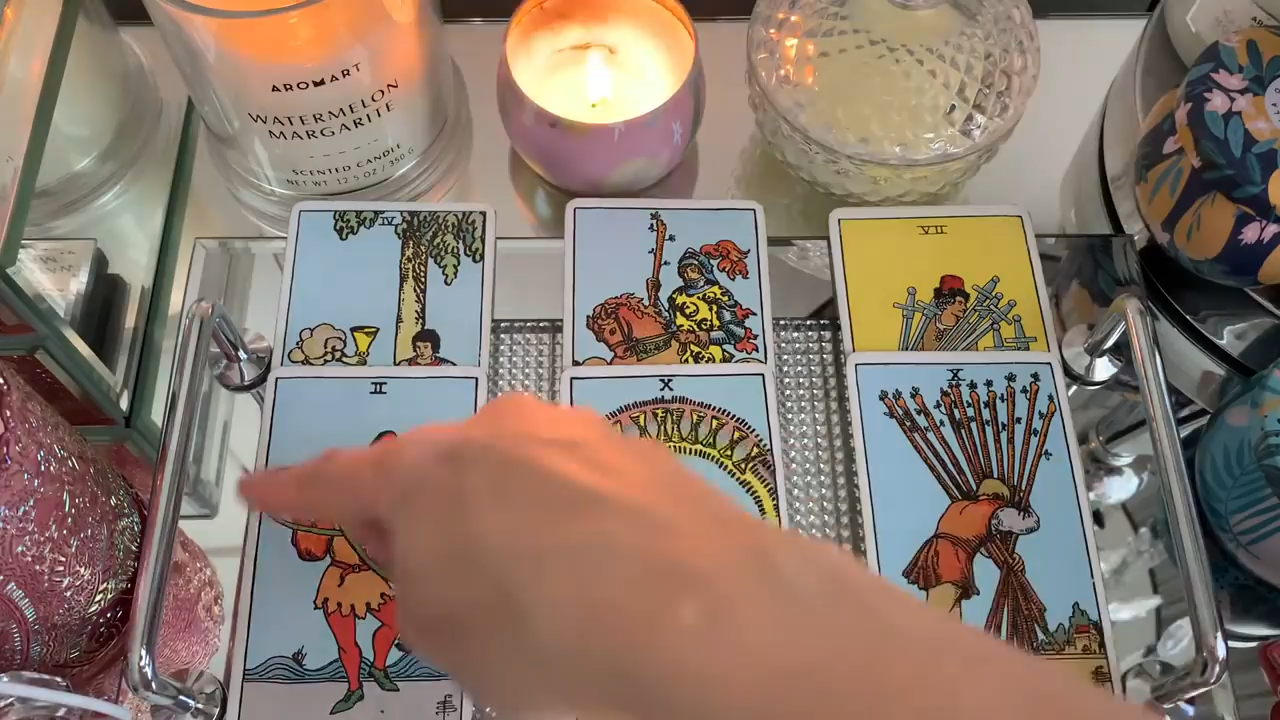 AROMART
WATERMELON
MARGARITE
SCENTED CANDLE
NET WT 12.5 OZ / 350 G
IV
VII
II
X
X